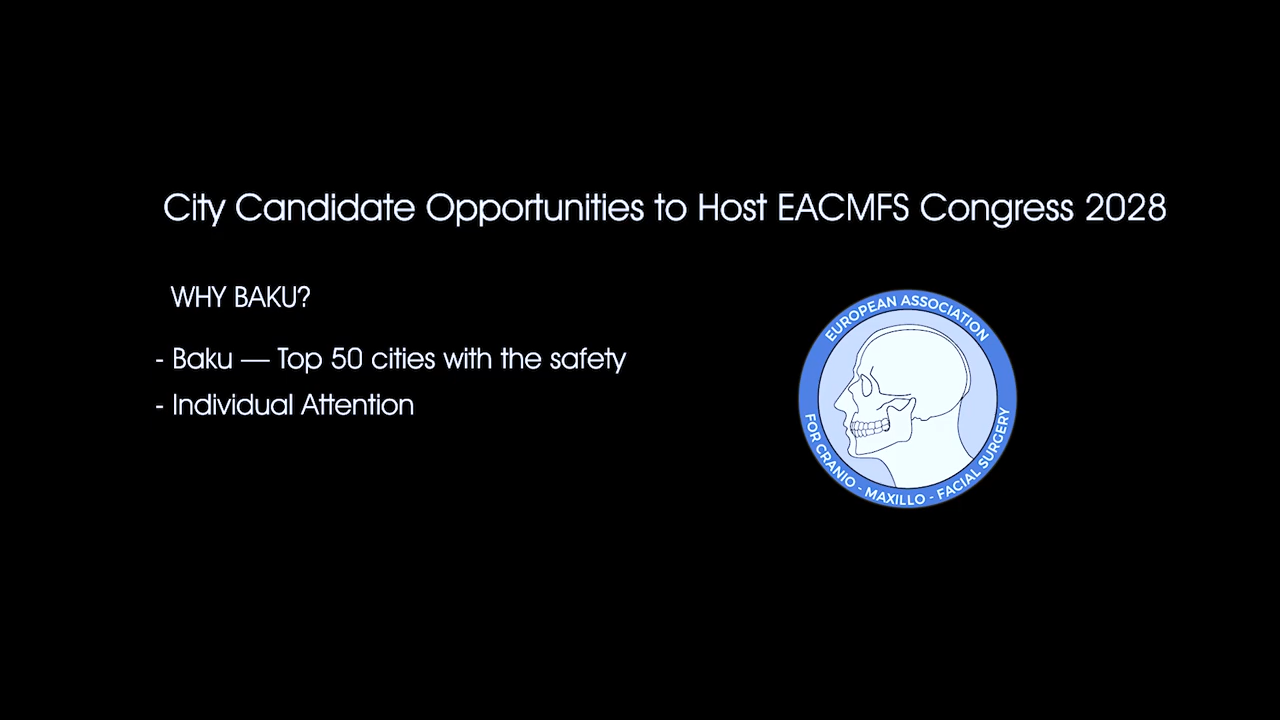 City Candidate Opportunities to Host EACMFS Congress 2028
WHY BAKU?
- Baku — Top 50 cities with the safety
- Individual Attention
EUROPEAN ASSOCIATION
FOR CRANIO - MAXILLO - FACIAL SURGERY